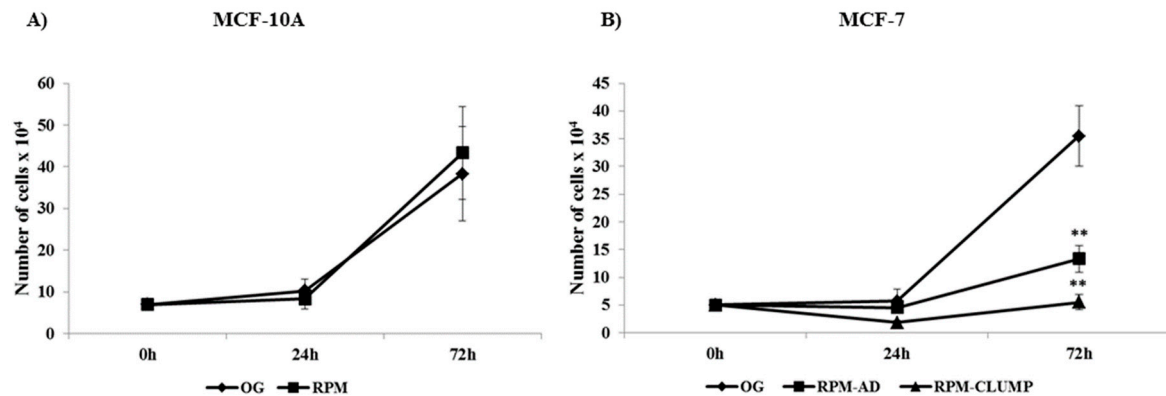 A) MCF-10A
Number of cells x 10⁴
60
50
40
30
20
10
0
0h 24h 72h
OG RPM
B) MCF-7
Number of cells x 10⁴
45
40
35
30
25
20
15
10
5
0
**
**
0h 24h 72h
OG RPM-AD RPM-CLUMP